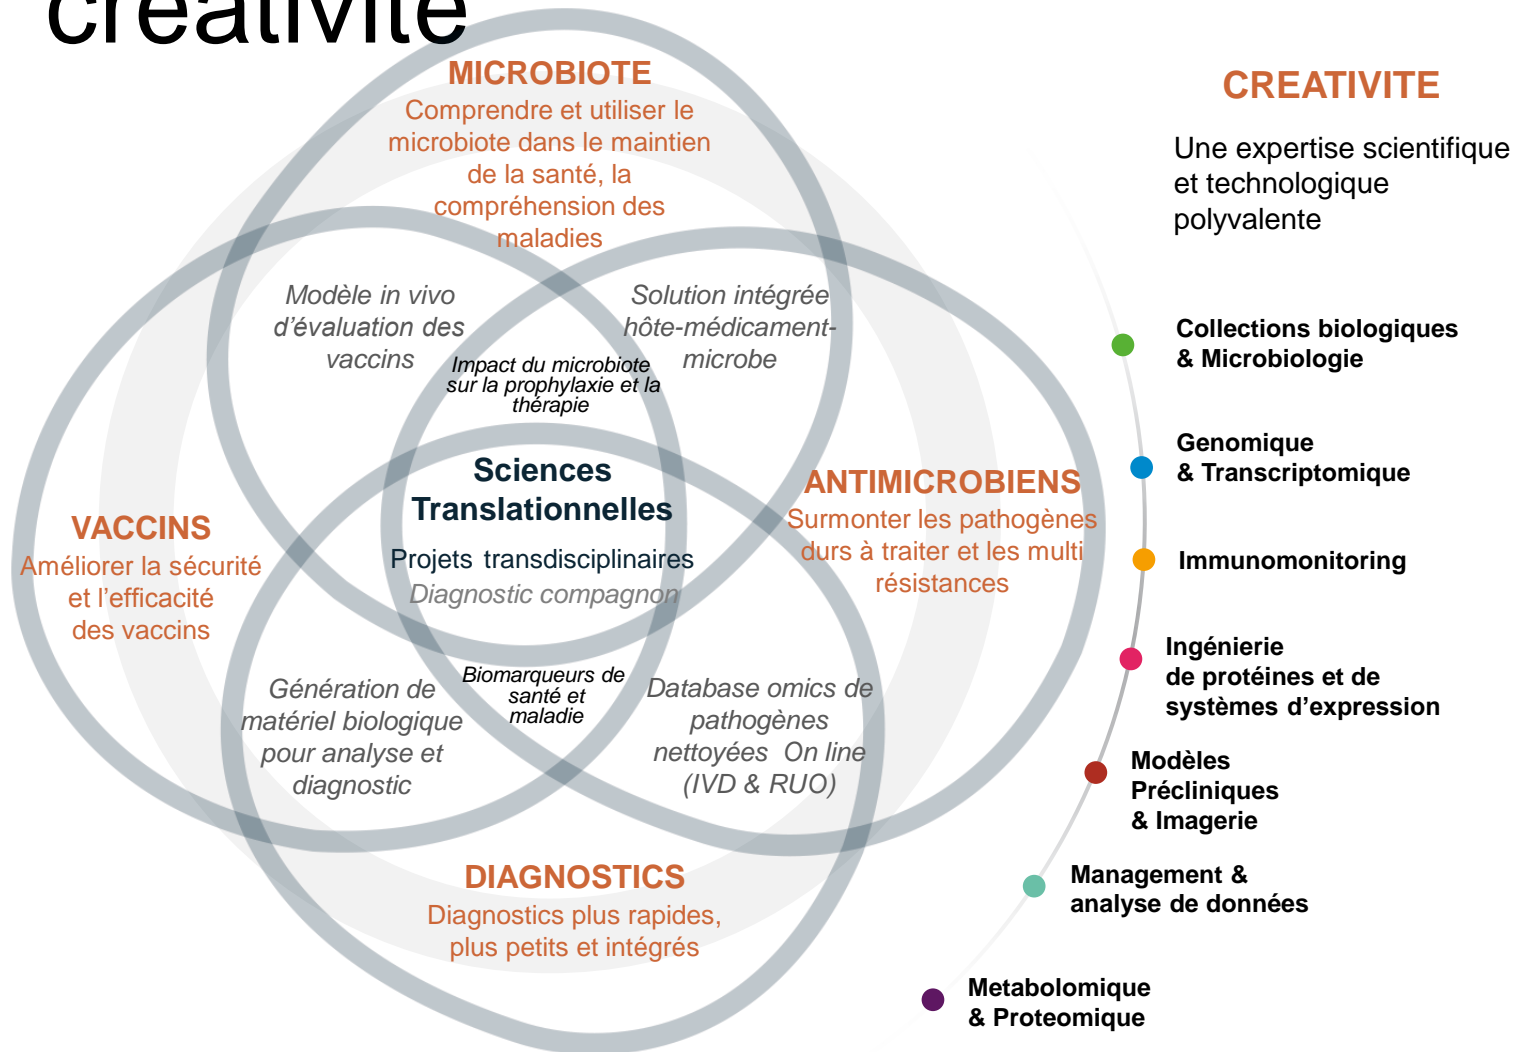 créativité
MICROBIOTE
Comprendre et utiliser le
microbiote dans le maintien
de la santé, la
compréhension des
maladies
Modèle in vivo
d’évaluation des
vaccins
Solution intégrée
hôte-médicament-
microbe
Impact du microbiote
sur la prophylaxie et la
thérapie
Sciences
Translationnelles
Projets transdisciplinaires
Diagnostic compagnon
VACCINS
Améliorer la sécurité
et l’efficacité
des vaccins
ANTIMICROBIENS
Surmonter les pathogènes
durs à traiter et les multi
résistances
Génération de
matériel biologique
pour analyse et
diagnostic
Biomarqueurs de
santé et
maladie
Database omics de
pathogènes
nettoyées On line
(IVD & RUO)
DIAGNOSTICS
Diagnostics plus rapides,
plus petits et intégrés
CREATIVITE
Une expertise scientifique
et technologique
polyvalente
Collections biologiques
& Microbiologie
Genomique
& Transcriptomique
Immunomonitoring
Ingénierie
de protéines et de
systèmes d’expression
Modèles
Précliniques
& Imagerie
Management &
analyse de données
Metabolomique
& Proteomique